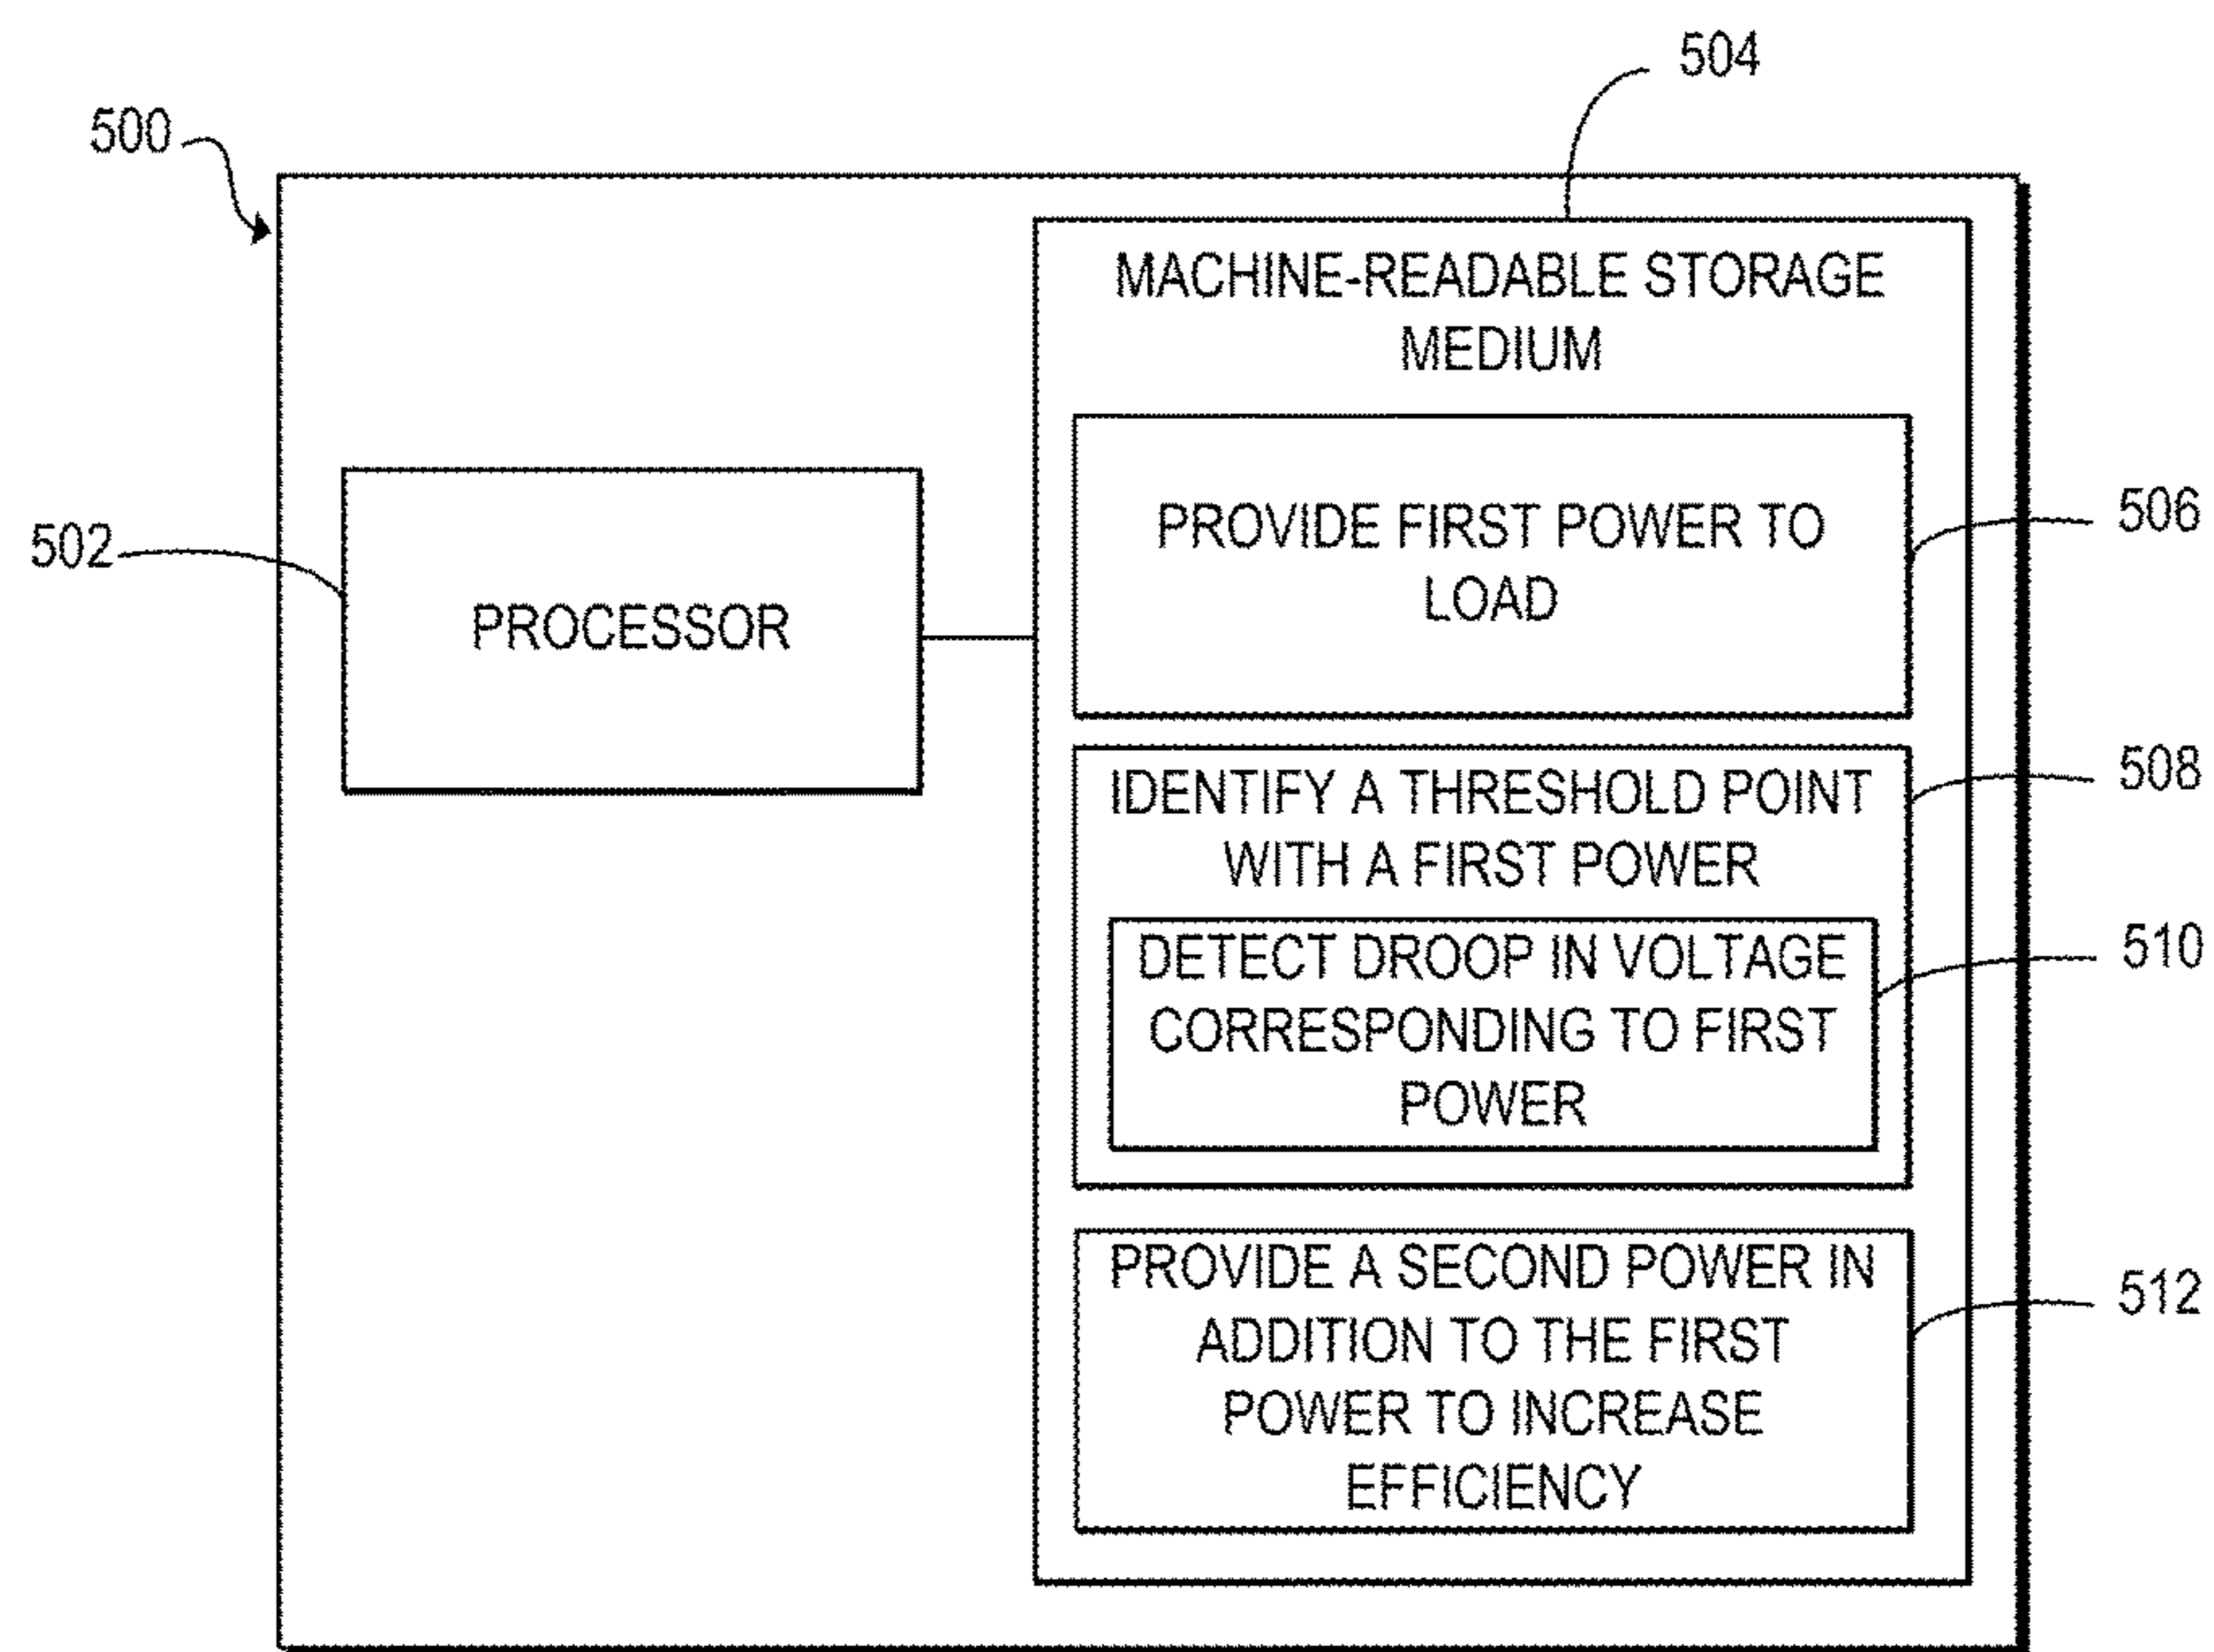 504
500
MACHINE-READABLE STORAGE
MEDIUM
PROVIDE FIRST POWER TO
LOAD
506
502
PROCESSOR
IDENTIFY A THRESHOLD POINT
WITH A FIRST POWER
508
DETECT DROOP IN VOLTAGE
CORRESPONDING TO FIRST
POWER
510
PROVIDE A SECOND POWER IN
ADDITION TO THE FIRST
POWER TO INCREASE
EFFICIENCY
512